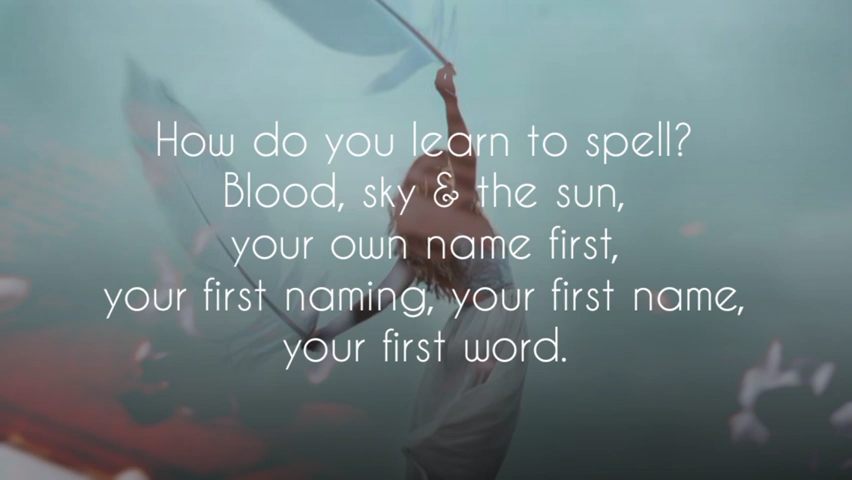 How do you learn to spell?
Blood, sky & the sun,
your own name first,
your first naming, your first name,
your first word.